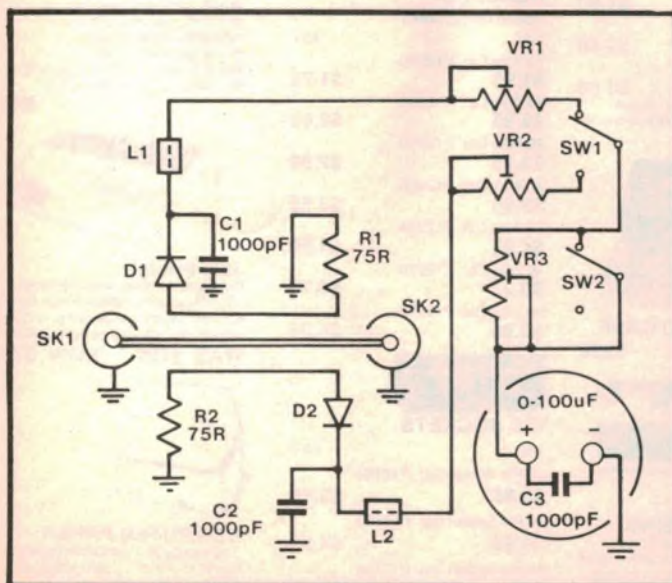 VR1
L1
VR2
SW1
C1
1000pF
R1
75R
D1
VR3
SW2
SK1
SK2
R2
75R
D2
0-100uF
+
−
C2
1000pF
L2
C3
1000pF